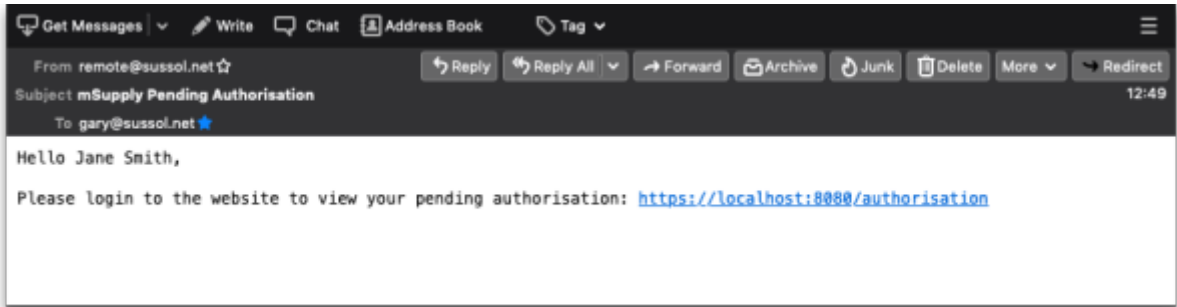 Get Messages Write Chat Address Book Tag
From remote@sussol.net Reply Reply All Forward Archive Junk Delete More Redirect
Subject mSupply Pending Authorisation 12:49
To gary@sussol.net
Hello Jane Smith,
Please login to the website to view your pending authorisation: https://localhost:8080/authorisation